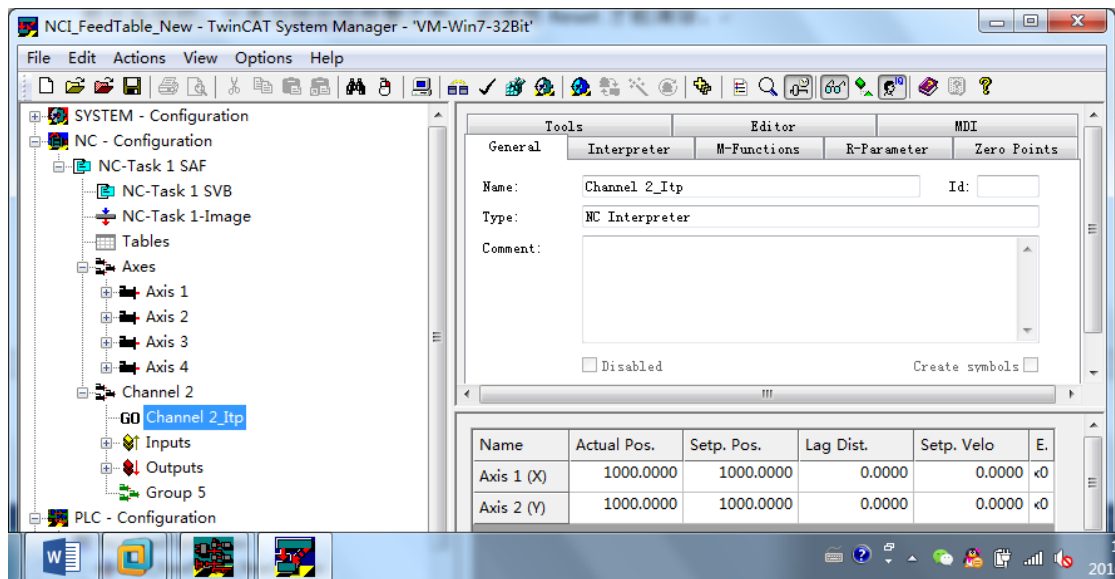 NCI_FeedTable_New - TwinCAT System Manager - 'VM-Win7-32Bit'
File Edit Actions View Options Help
SYSTEM - Configuration
NC - Configuration
NC-Task 1 SAF
NC-Task 1 SVB
NC-Task 1-Image
Tables
Axes
Axis 1
Axis 2
Axis 3
Axis 4
Channel 2
GO Channel 2_Itp
Inputs
Outputs
Group 5
PLC - Configuration
Tools Editor MDI
General Interpreter M-Functions R-Parameter Zero Points
Name: Channel 2_Itp Id:
Type: NC Interpreter
Comment:
Disabled Create symbols
Name Actual Pos. Setp. Pos. Lag Dist. Setp. Velo E.
Axis 1 (X) 1000.0000 1000.0000 0.0000 0.0000 κ0
Axis 2 (Y) 1000.0000 1000.0000 0.0000 0.0000 κ0
W